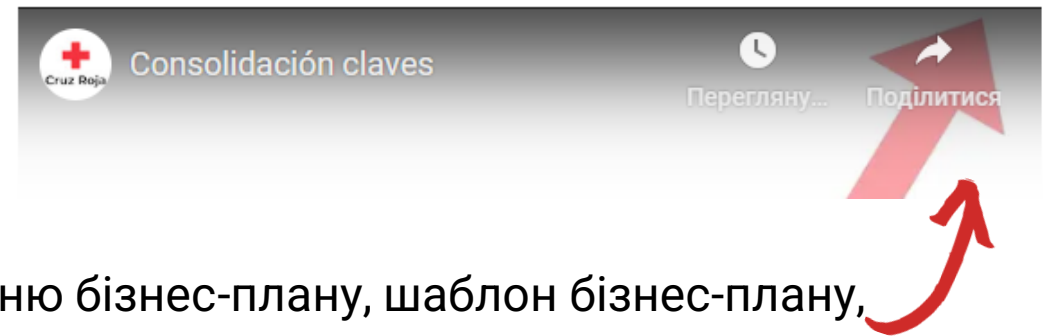 Cruz Roja
Consolidación claves
Перегляну...
Поділитися
ню бізнес-плану, шаблон бізнес-плану,